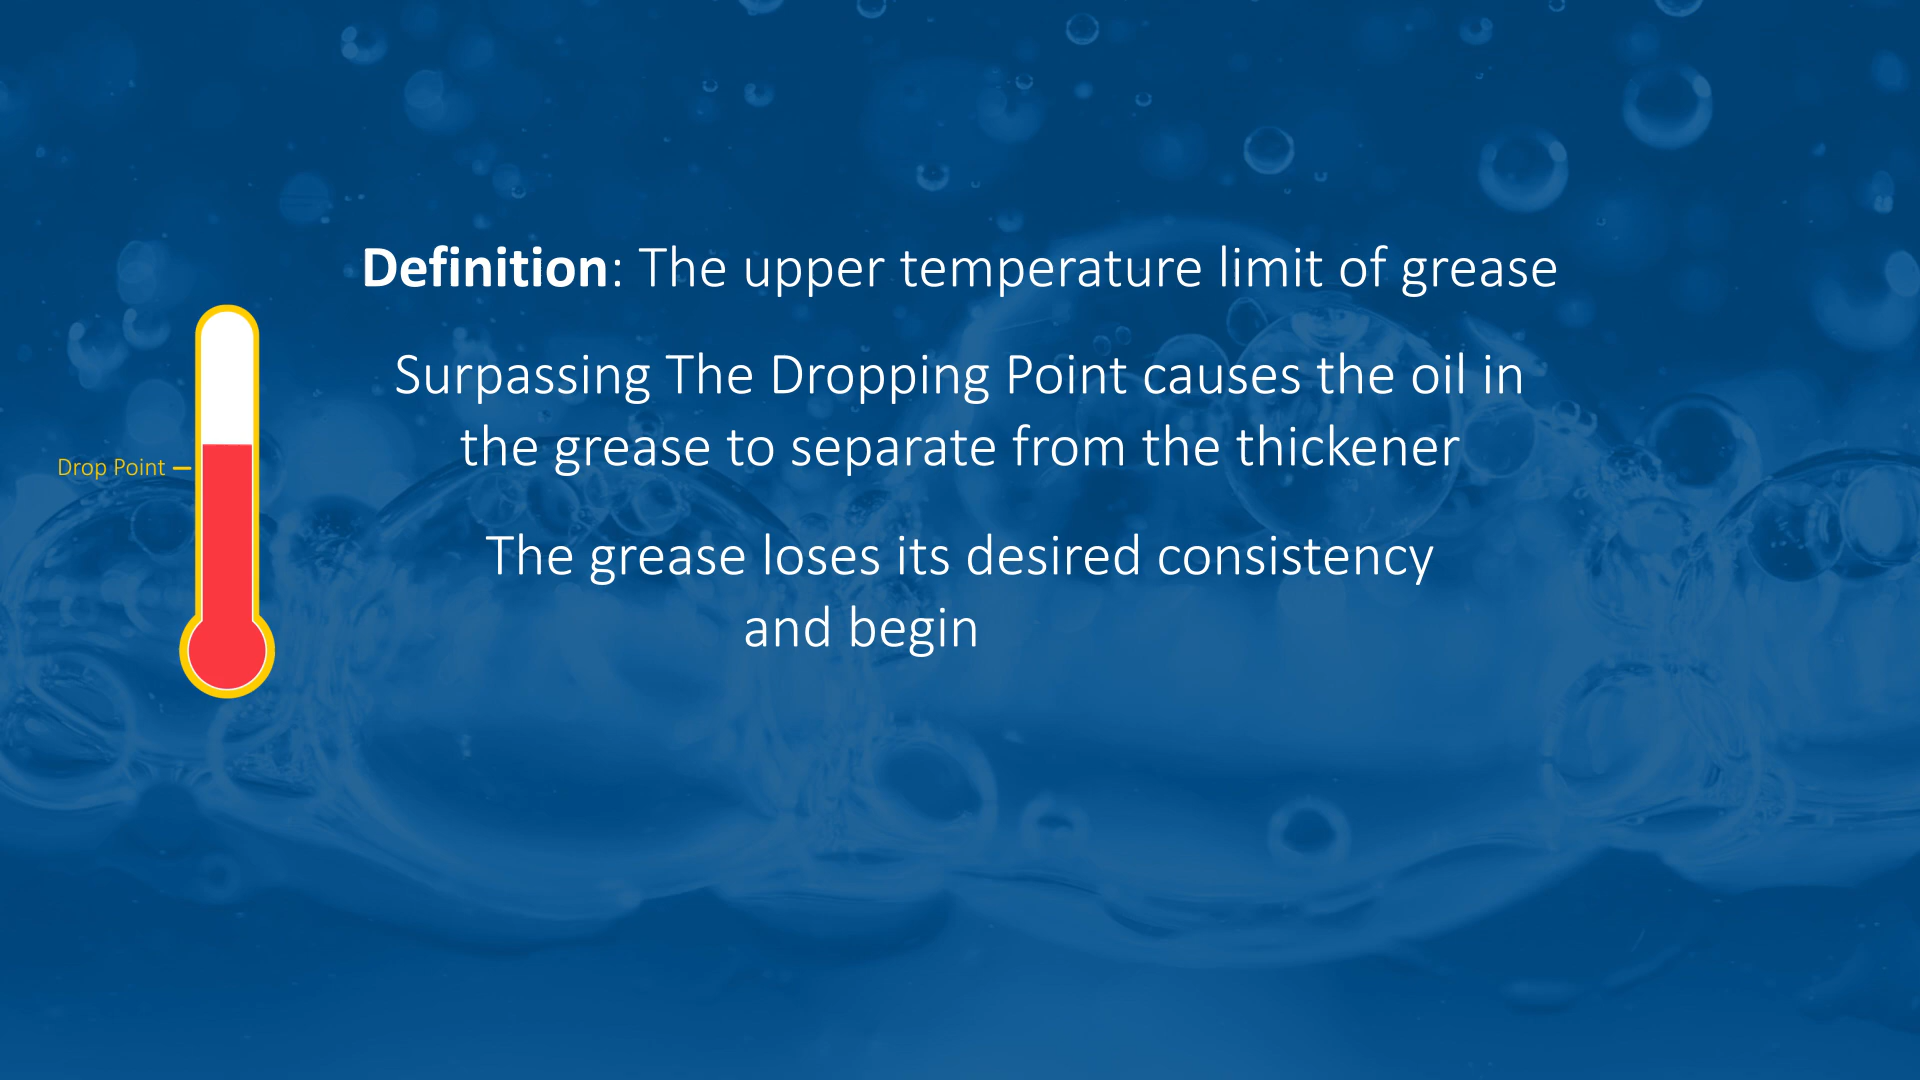 Definition: The upper temperature limit of grease
Surpassing The Dropping Point causes the oil in
the grease to separate from the thickener
Drop Point
The grease loses its desired consistency
and begin